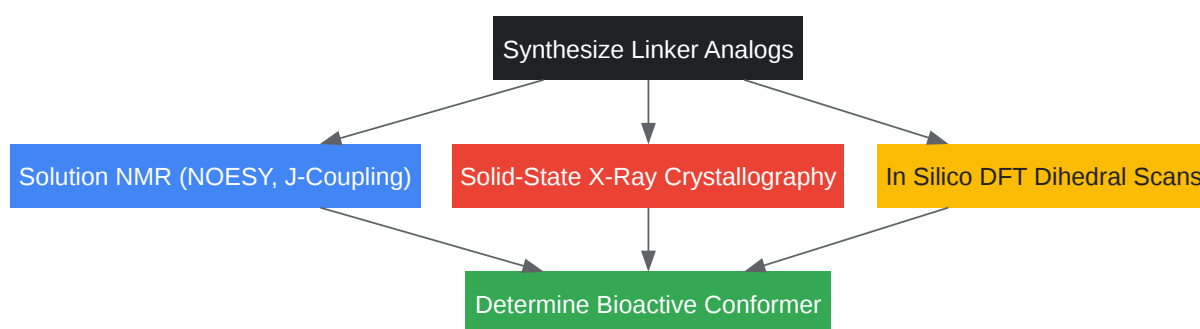 Synthesize Linker Analogs
Solution NMR (NOESY, J-Coupling)
Solid-State X-Ray Crystallography
In Silico DFT Dihedral Scans
Determine Bioactive Conformer